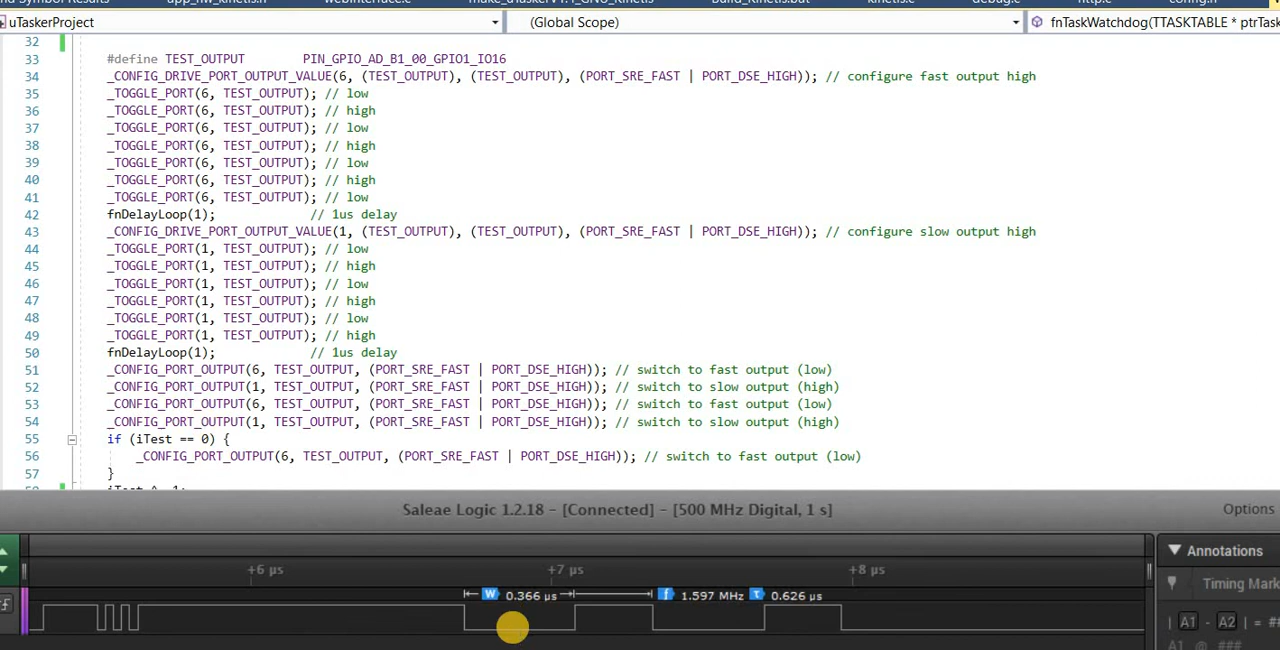 uTaskerProject
(Global Scope)
fnTaskWatchdog(TTASKTABLE * ptrTask
32
33 #define TEST_OUTPUT PIN_GPIO_AD_B1_00_GPIO1_IO16
34 _CONFIG_DRIVE_PORT_OUTPUT_VALUE(6, (TEST_OUTPUT), (TEST_OUTPUT), (PORT_SRE_FAST | PORT_DSE_HIGH)); // configure fast output high
35 _TOGGLE_PORT(6, TEST_OUTPUT); // low
36 _TOGGLE_PORT(6, TEST_OUTPUT); // high
37 _TOGGLE_PORT(6, TEST_OUTPUT); // low
38 _TOGGLE_PORT(6, TEST_OUTPUT); // high
39 _TOGGLE_PORT(6, TEST_OUTPUT); // low
40 _TOGGLE_PORT(6, TEST_OUTPUT); // high
41 _TOGGLE_PORT(6, TEST_OUTPUT); // low
42 fnDelayLoop(1); // 1us delay
43 _CONFIG_DRIVE_PORT_OUTPUT_VALUE(1, (TEST_OUTPUT), (TEST_OUTPUT), (PORT_SRE_FAST | PORT_DSE_HIGH)); // configure slow output high
44 _TOGGLE_PORT(1, TEST_OUTPUT); // low
45 _TOGGLE_PORT(1, TEST_OUTPUT); // high
46 _TOGGLE_PORT(1, TEST_OUTPUT); // low
47 _TOGGLE_PORT(1, TEST_OUTPUT); // high
48 _TOGGLE_PORT(1, TEST_OUTPUT); // low
49 _TOGGLE_PORT(1, TEST_OUTPUT); // high
50 fnDelayLoop(1); // 1us delay
51 _CONFIG_PORT_OUTPUT(6, TEST_OUTPUT, (PORT_SRE_FAST | PORT_DSE_HIGH)); // switch to fast output (low)
52 _CONFIG_PORT_OUTPUT(1, TEST_OUTPUT, (PORT_SRE_FAST | PORT_DSE_HIGH)); // switch to slow output (high)
53 _CONFIG_PORT_OUTPUT(6, TEST_OUTPUT, (PORT_SRE_FAST | PORT_DSE_HIGH)); // switch to fast output (low)
54 _CONFIG_PORT_OUTPUT(1, TEST_OUTPUT, (PORT_SRE_FAST | PORT_DSE_HIGH)); // switch to slow output (high)
55 if (iTest == 0) {
56 _CONFIG_PORT_OUTPUT(6, TEST_OUTPUT, (PORT_SRE_FAST | PORT_DSE_HIGH)); // switch to fast output (low)
57 }
Saleae Logic 1.2.18 - [Connected] - [500 MHz Digital, 1 s]
Options
+6 µs +7 µs +8 µs
Annotations
W 0.366 µs f 1.597 MHz τ 0.626 µs
Timing Mark
| A1 - A2 | = ##
A1 @ ###